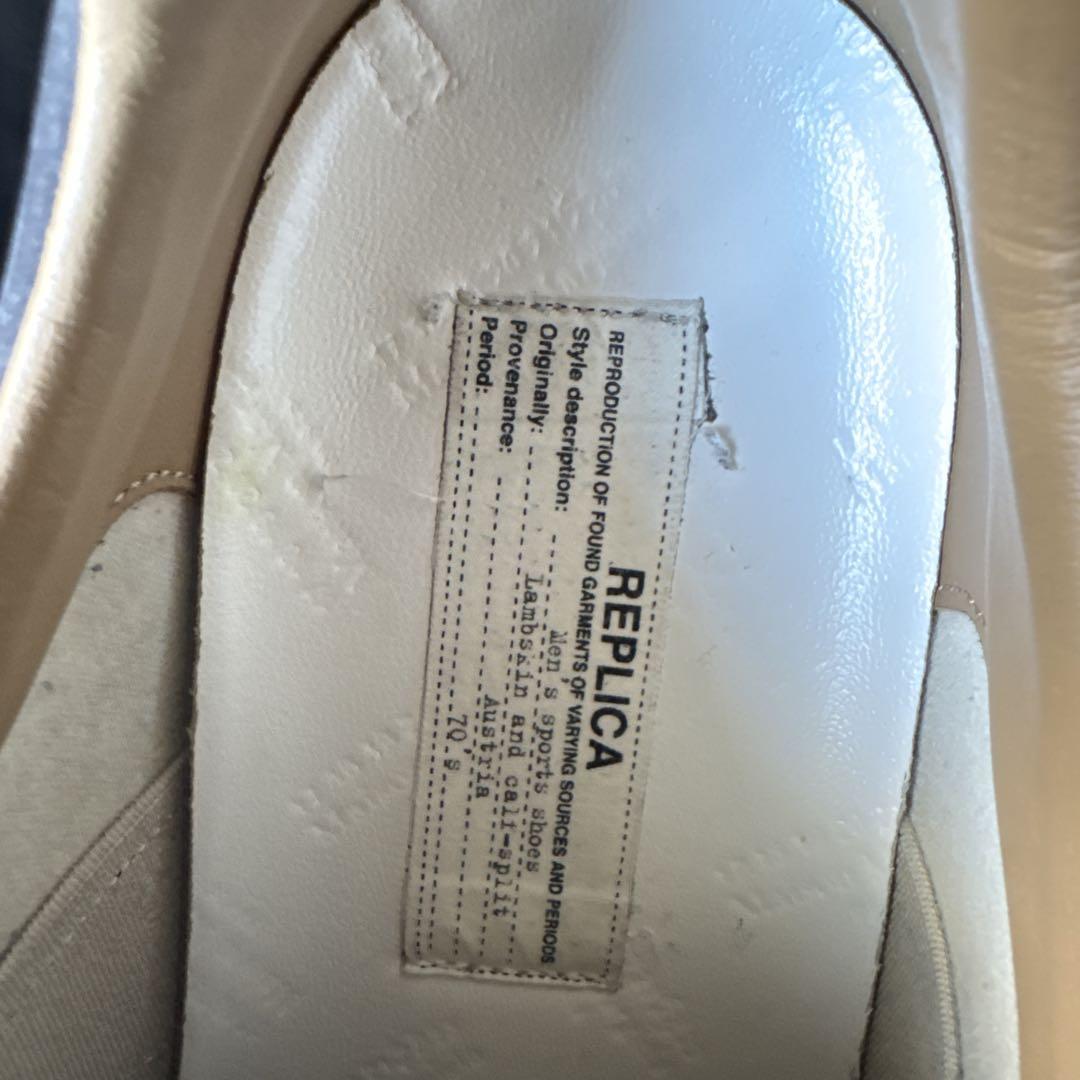 REPLICA
REPRODUCTION OF FOUND GARMENTS OF VARYING SOURCES AND PERIODS
Style description: Men's sports shoes
Originally: Lambskin and calf-split
Provenance: Austria
Period: 70's